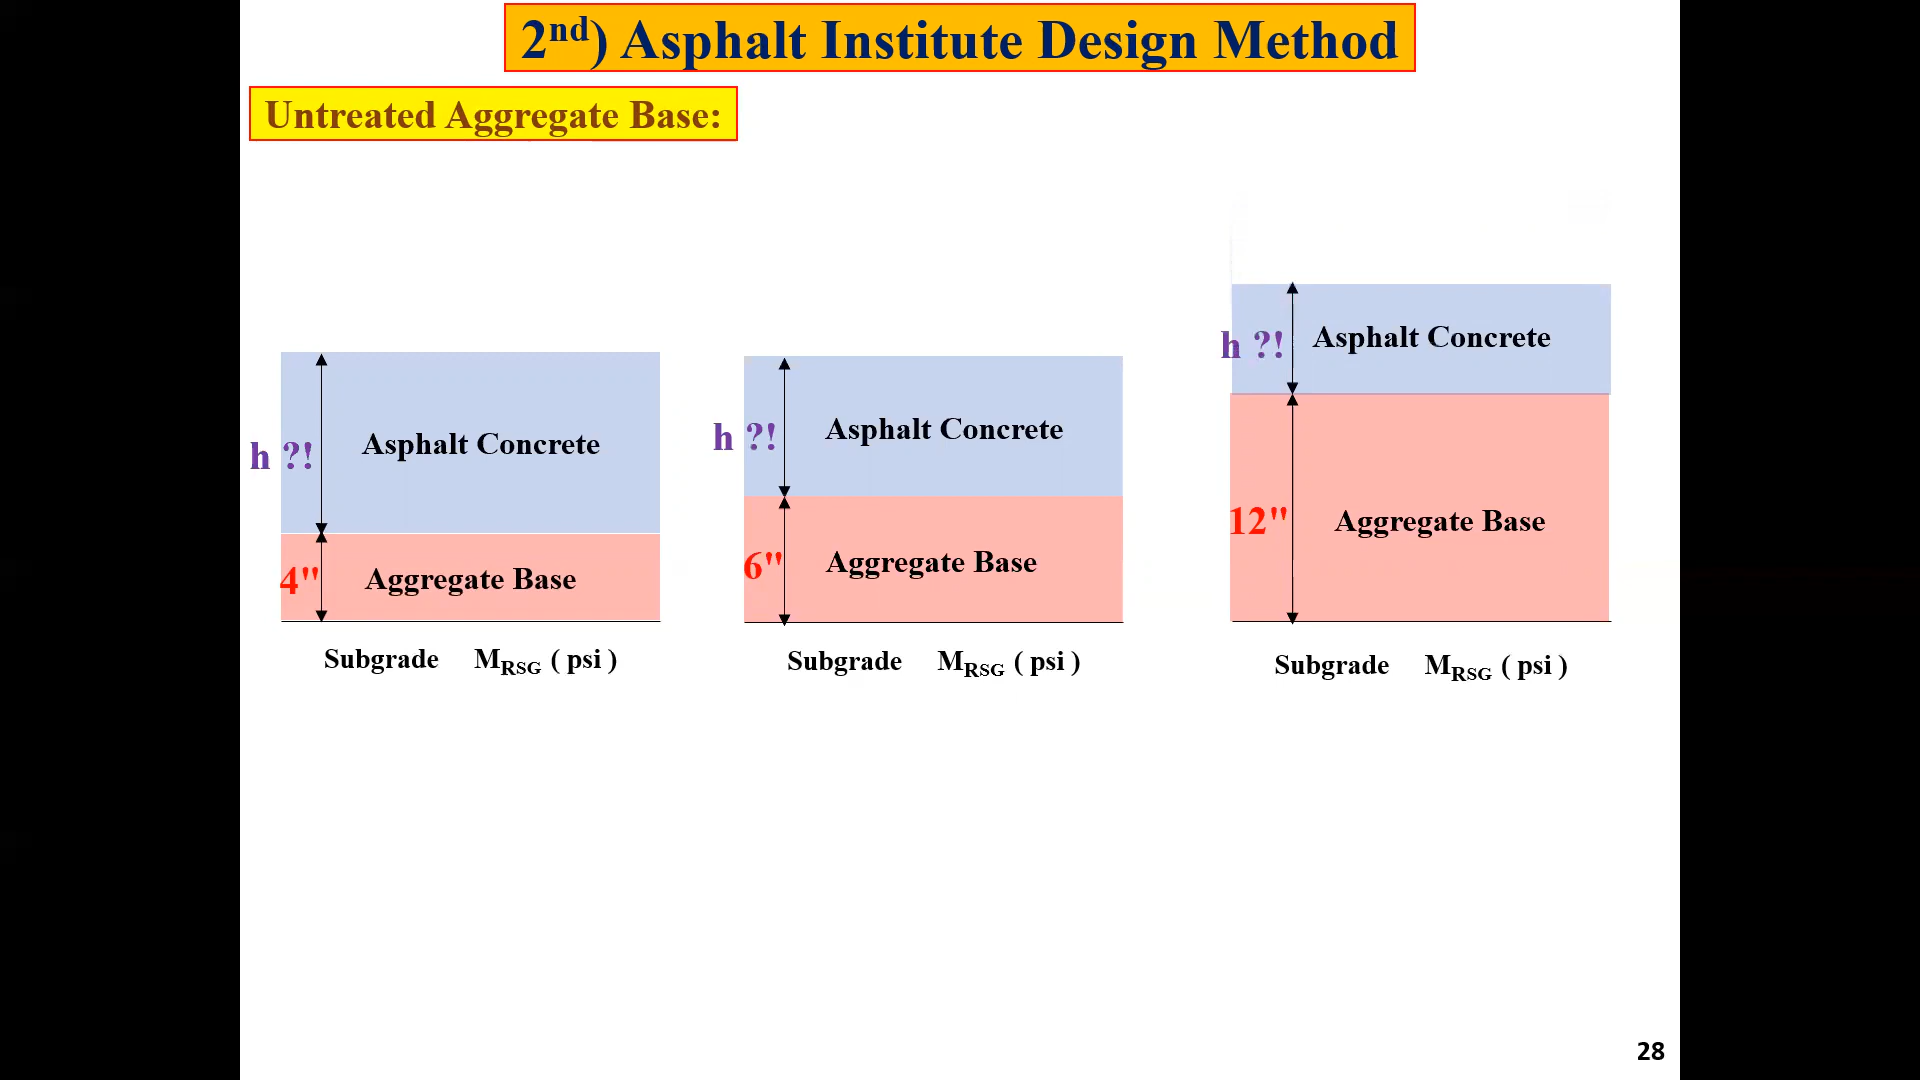 2nd) Asphalt Institute Design Method
Untreated Aggregate Base:
h ?!
Asphalt Concrete
4"
Aggregate Base
Subgrade MRSG ( psi )
h ?!
Asphalt Concrete
6"
Aggregate Base
Subgrade MRSG ( psi )
h ?!
Asphalt Concrete
12"
Aggregate Base
Subgrade MRSG ( psi )
28